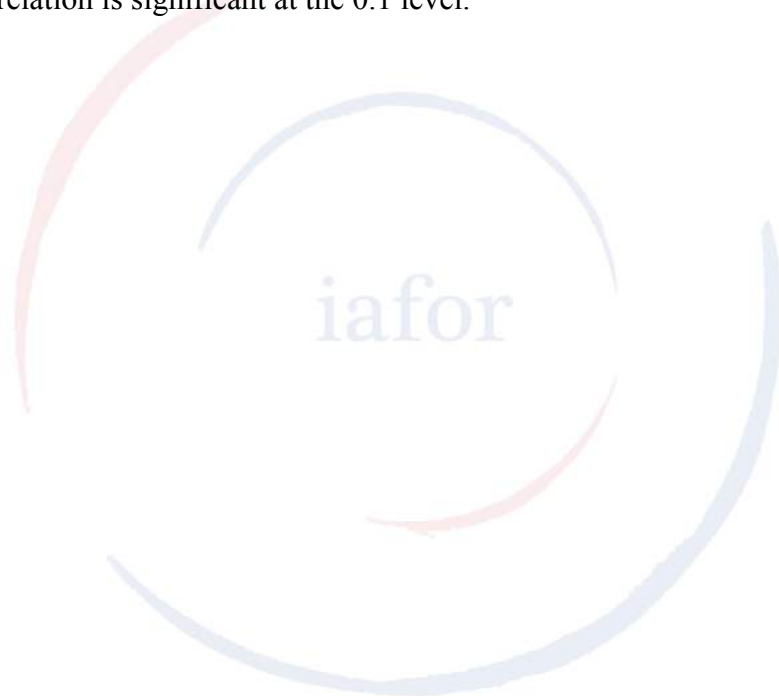 relation is significant at the 0.1 level.
iafor